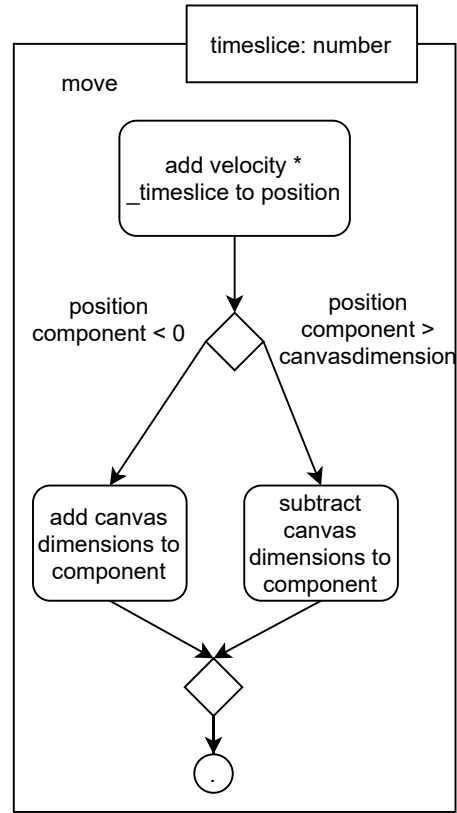 timeslice: number
move
add velocity *
_timeslice to position
position
component < 0
position
component >
canvasdimension
add canvas
dimensions to
component
subtract
canvas
dimensions to
component
.